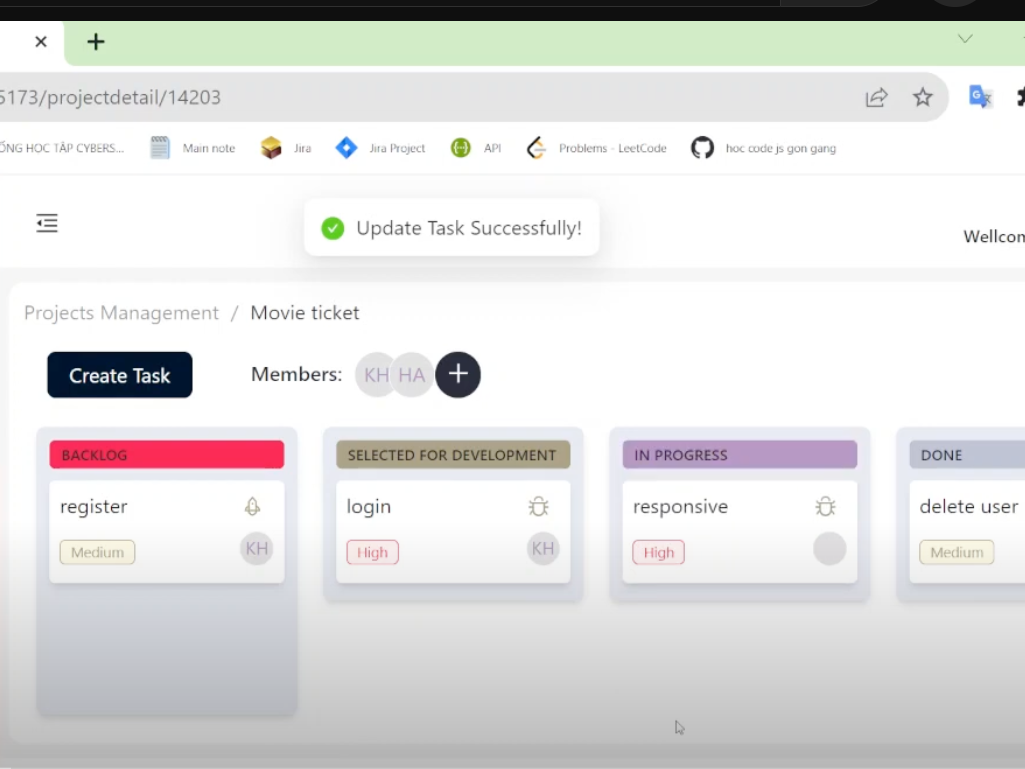 5173/projectdetail/14203
ỐNG HỌC TẬP CYBERS... Main note Jira Jira Project API Problems - LeetCode hoc code js gon gang
Update Task Successfully!
Wellcom
Projects Management / Movie ticket
Create Task Members: KH HA
BACKLOG SELECTED FOR DEVELOPMENT IN PROGRESS DONE
register login responsive delete user
Medium KH High KH High Medium